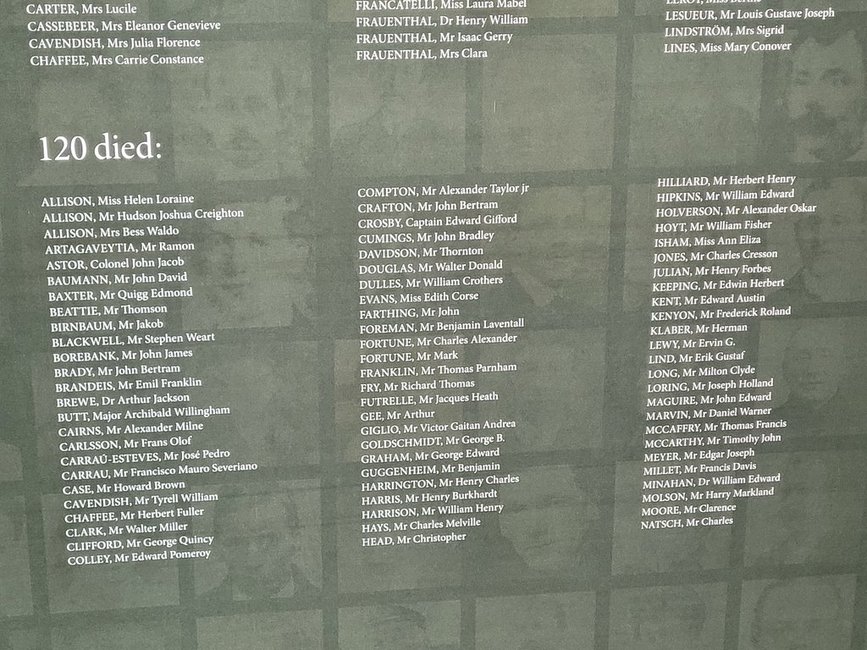 CARTER, Mrs Lucile
CASSEBEER, Mrs Eleanor Genevieve
CAVENDISH, Mrs Julia Florence
CHAFFEE, Mrs Carrie Constance
FRANCATELLI, Miss Laura Mabel
FRAUENTHAL, Dr Henry William
FRAUENTHAL, Mr Isaac Gerry
FRAUENTHAL, Mrs Clara
LEROY, Miss Berthe
LESUEUR, Mr Louis Gustave Joseph
LINDSTRÖM, Mrs Sigrid
LINES, Miss Mary Conover
120 died:
ALLISON, Miss Helen Loraine
ALLISON, Mr Hudson Joshua Creighton
ALLISON, Mrs Bess Waldo
ARTAGAVEYTIA, Mr Ramon
ASTOR, Colonel John Jacob
BAUMANN, Mr John David
BAXTER, Mr Quigg Edmond
BEATTIE, Mr Thomson
BIRNBAUM, Mr Jakob
BLACKWELL, Mr Stephen Weart
BOREBANK, Mr John James
BRADY, Mr John Bertram
BRANDEIS, Mr Emil Franklin
BREWE, Dr Arthur Jackson
BUTT, Major Archibald Willingham
CAIRNS, Mr Alexander Milne
CARLSSON, Mr Frans Olof
CARRAÚ-ESTEVES, Mr José Pedro
CARRAU, Mr Francisco Mauro Severiano
CASE, Mr Howard Brown
CAVENDISH, Mr Tyrell William
CHAFFEE, Mr Herbert Fuller
CLARK, Mr Walter Miller
CLIFFORD, Mr George Quincy
COLLEY, Mr Edward Pomeroy
COMPTON, Mr Alexander Taylor jr
CRAFTON, Mr John Bertram
CROSBY, Captain Edward Gifford
CUMINGS, Mr John Bradley
DAVIDSON, Mr Thornton
DOUGLAS, Mr Walter Donald
DULLES, Mr William Crothers
EVANS, Miss Edith Corse
FARTHING, Mr John
FOREMAN, Mr Benjamin Laventall
FORTUNE, Mr Charles Alexander
FORTUNE, Mr Mark
FRANKLIN, Mr Thomas Parnham
FRY, Mr Richard Thomas
FUTRELLE, Mr Jacques Heath
GEE, Mr Arthur
GIGLIO, Mr Victor Gaitan Andrea
GOLDSCHMIDT, Mr George B.
GRAHAM, Mr George Edward
GUGGENHEIM, Mr Benjamin
HARRINGTON, Mr Henry Charles
HARRIS, Mr Henry Burkhardt
HARRISON, Mr William Henry
HAYS, Mr Charles Melville
HEAD, Mr Christopher
HILLIARD, Mr Herbert Henry
HIPKINS, Mr William Edward
HOLVERSON, Mr Alexander Oskar
HOYT, Mr William Fisher
ISHAM, Miss Ann Eliza
JONES, Mr Charles Cresson
JULIAN, Mr Henry Forbes
KEEPING, Mr Edwin Herbert
KENT, Mr Edward Austin
KENYON, Mr Frederick Roland
KLABER, Mr Herman
LEWY, Mr Ervin G.
LIND, Mr Erik Gustaf
LONG, Mr Milton Clyde
LORING, Mr Joseph Holland
MAGUIRE, Mr John Edward
MARVIN, Mr Daniel Warner
MCCAFFRY, Mr Thomas Francis
MCCARTHY, Mr Timothy John
MEYER, Mr Edgar Joseph
MILLET, Mr Francis Davis
MINAHAN, Dr William Edward
MOLSON, Mr Harry Markland
MOORE, Mr Clarence
NATSCH, Mr Charles